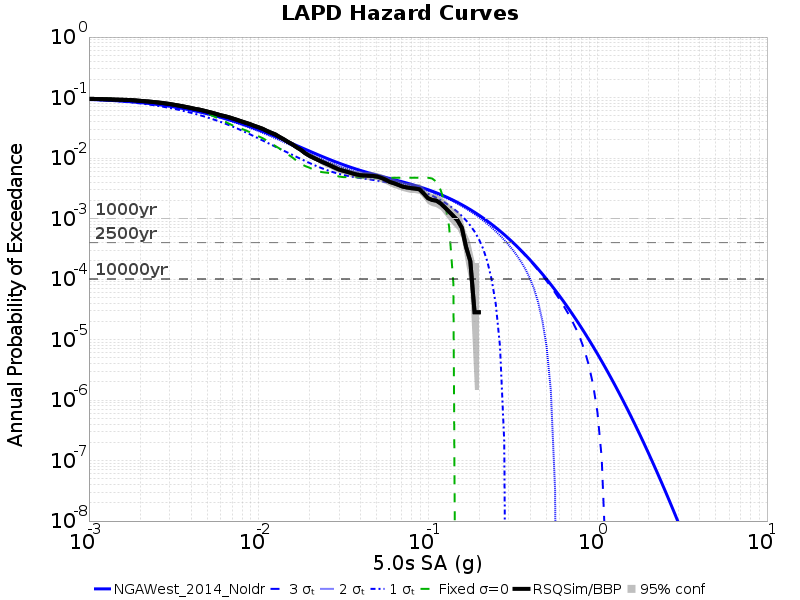 LAPD Hazard Curves
Annual Probability of Exceedance
10^0
10^-1
10^-2
10^-3
10^-4
10^-5
10^-6
10^-7
10^-8
1000yr
2500yr
10000yr
10^-3 10^-2 10^-1 10^0 10^1
5.0s SA (g)
NGAWest_2014_NoIdr 3 σₜ 2 σₜ 1 σₜ Fixed σ=0 RSQSim/BBP 95% conf